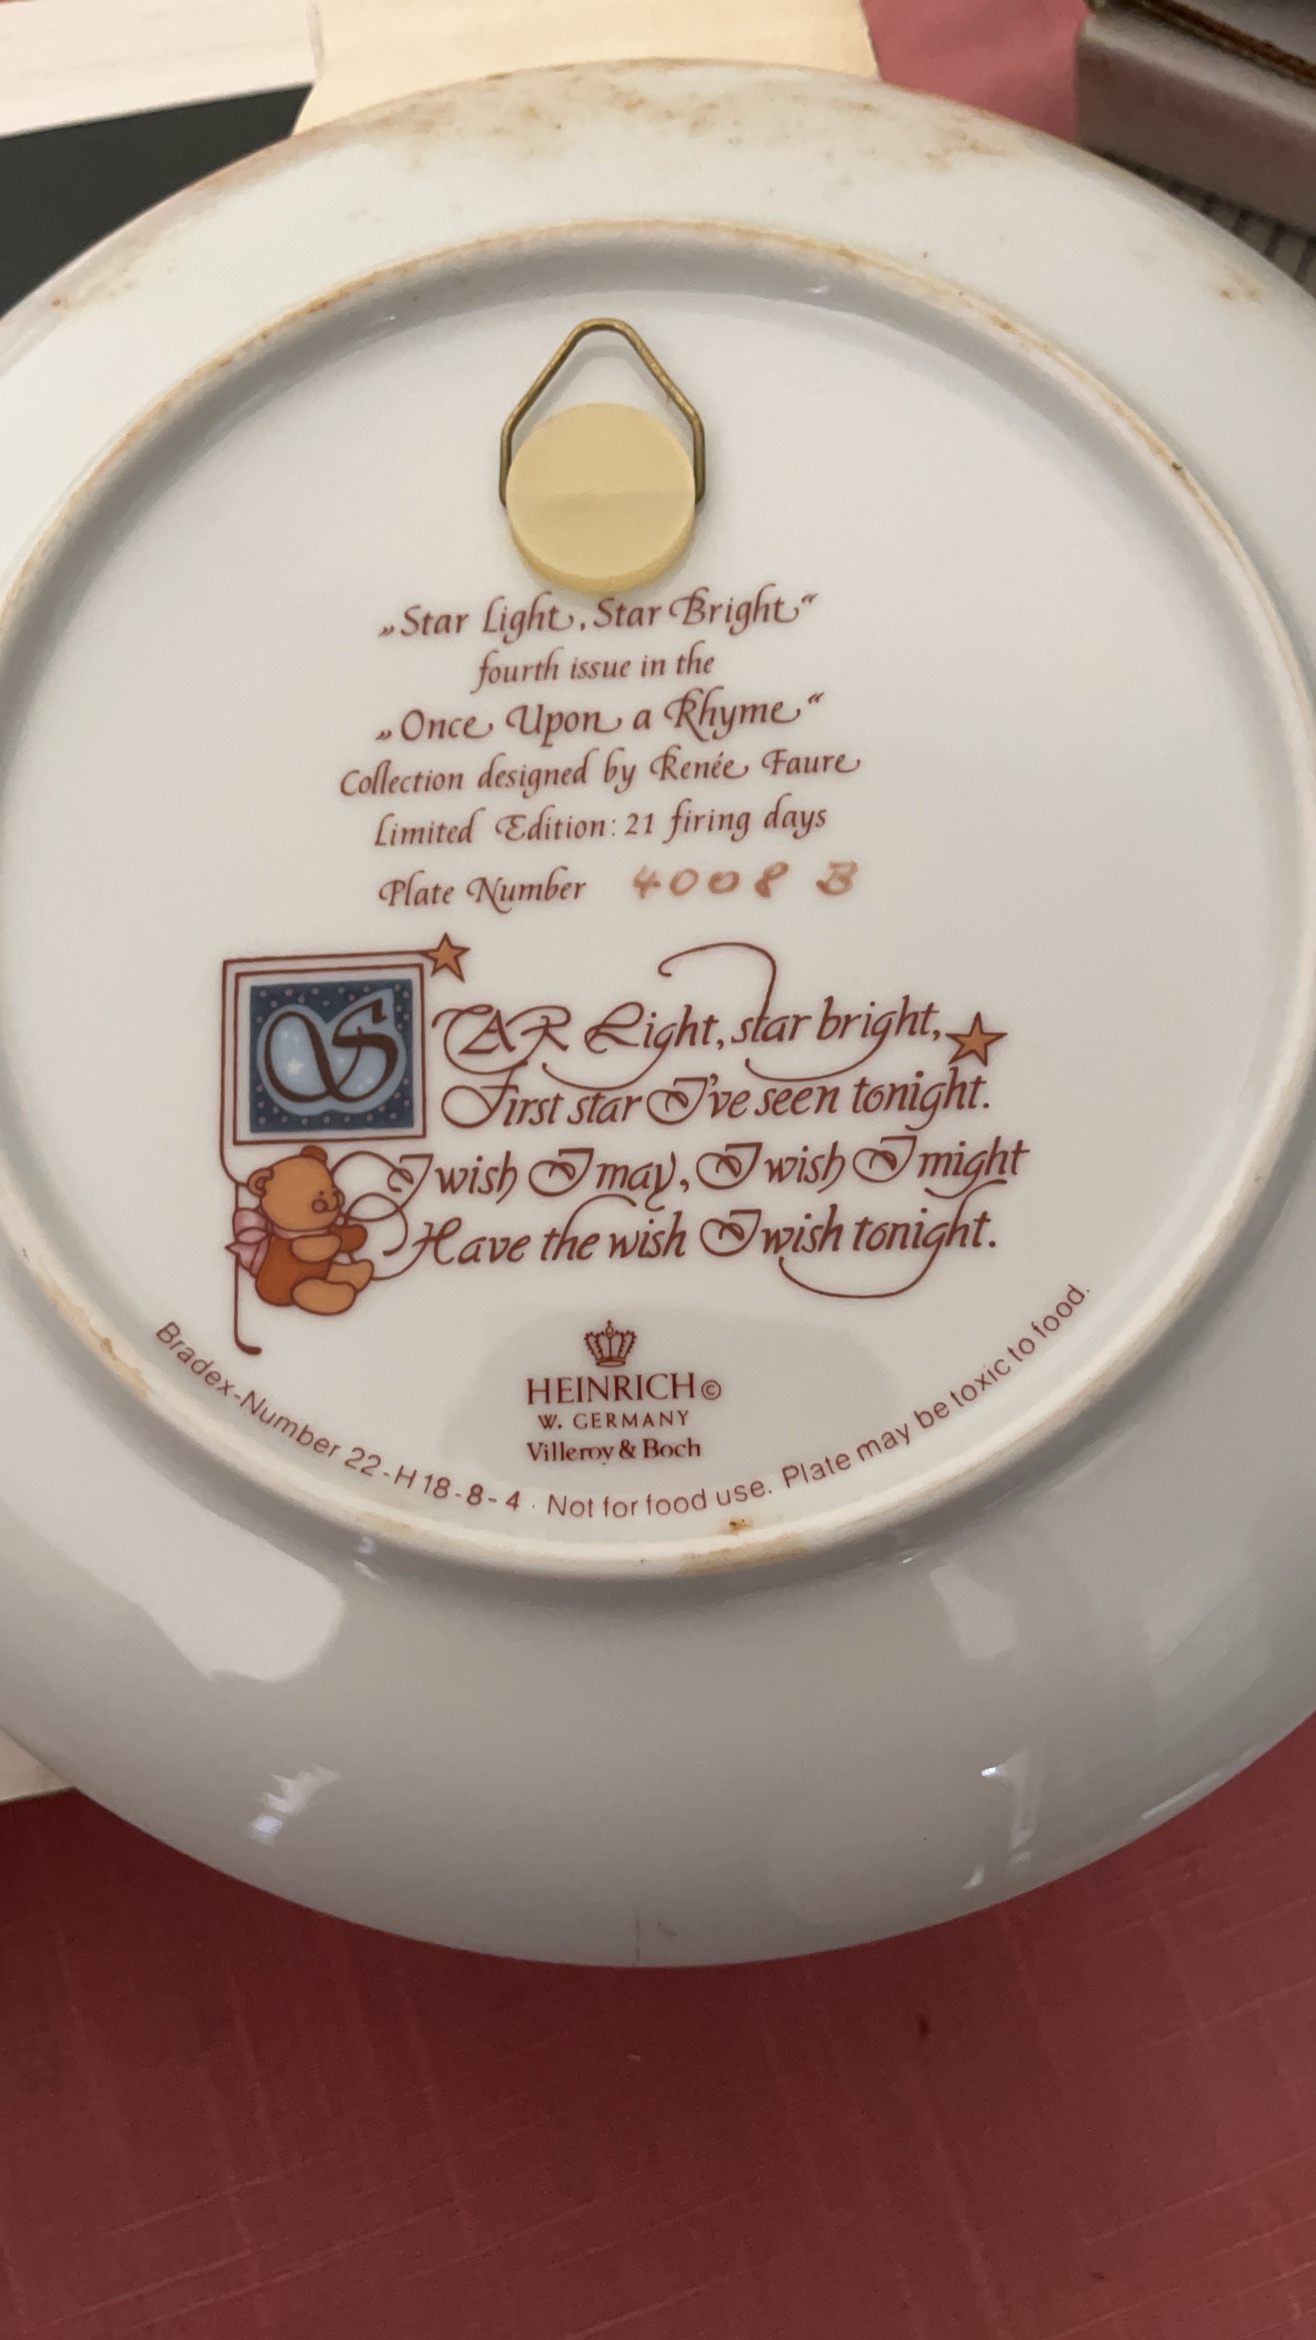 „Star Light, Star Bright“
fourth issue in the
„Once Upon a Rhyme“
Collection designed by Renée Faure
Limited Edition: 21 firing days
Plate Number 4008 B
STAR Light, star bright,
First star I've seen tonight.
I wish I may, I wish I might
Have the wish I wish tonight.
HEINRICH©
W. GERMANY
Villeroy & Boch
Bradex-Number 22-H18-8-4 · Not for food use. Plate may be toxic to food.